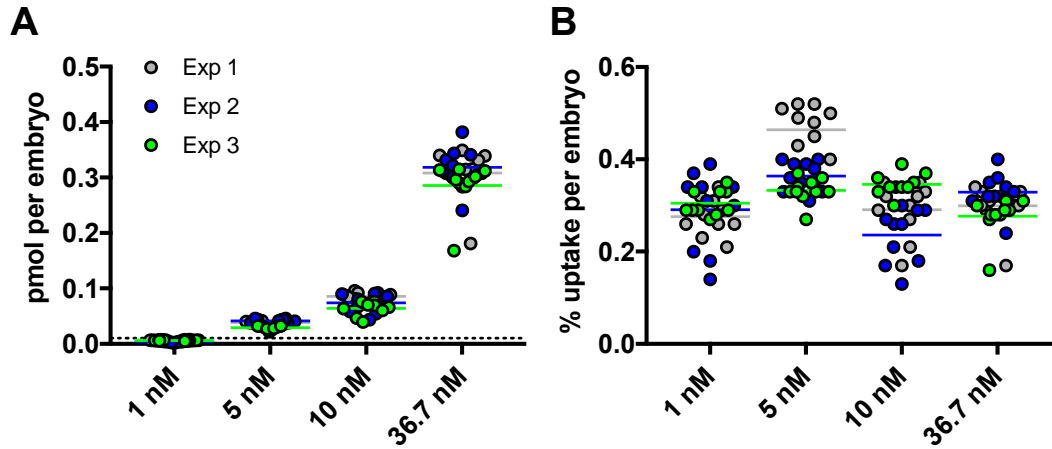 A
pmol per embryo
0.5
0.4
0.3
0.2
0.1
0.0
Exp 1
Exp 2
Exp 3
1 nM
5 nM
10 nM
36.7 nM
B
% uptake per embryo
0.6
0.4
0.2
0.0
1 nM
5 nM
10 nM
36.7 nM